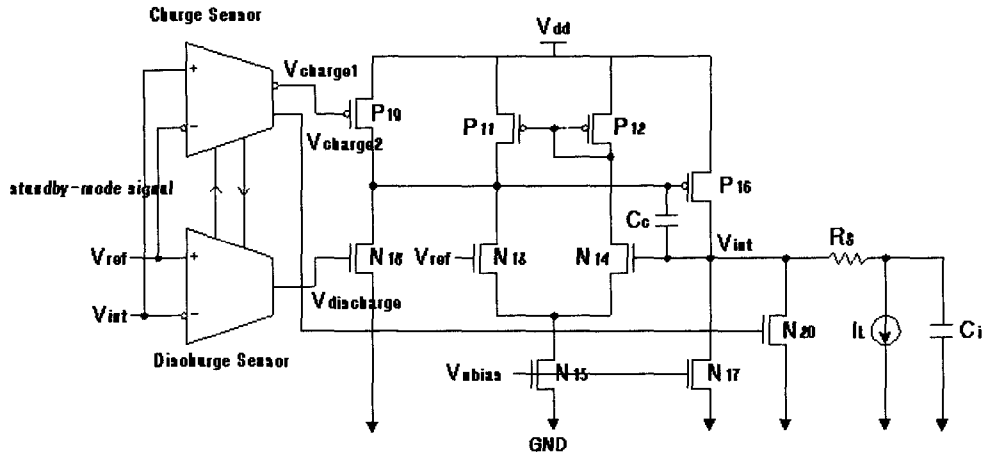 Charge Sensor
Vdd
+
Vcharge1
P19
P11
P12
−
Vcharge2
P16
standby-mode signal
Cc
Vint
Rs
Vref
+
N18
Vref
N13
N14
Vdischarge
Vint
−
N20
IL
Ci
Discharge Sensor
Vnbias
N15
N17
GND